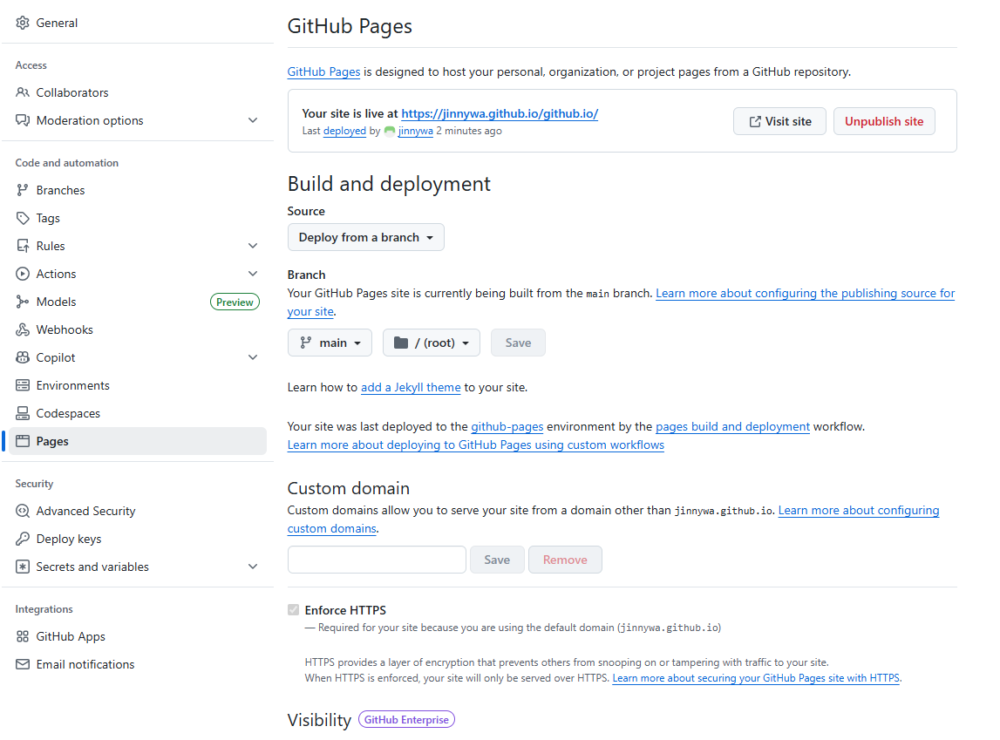 General
Access
Collaborators
Moderation options
Code and automation
Branches
Tags
Rules
Actions
Models Preview
Webhooks
Copilot
Environments
Codespaces
Pages
Security
Advanced Security
Deploy keys
Secrets and variables
Integrations
GitHub Apps
Email notifications
GitHub Pages
GitHub Pages is designed to host your personal, organization, or project pages from a GitHub repository.
Your site is live at https://jinnywa.github.io/github.io/
Last deployed by jinnywa 2 minutes ago
Visit site
Unpublish site
Build and deployment
Source
Deploy from a branch
Branch
Your GitHub Pages site is currently being built from the main branch. Learn more about configuring the publishing source for
your site.
main
/ (root)
Save
Learn how to add a Jekyll theme to your site.
Your site was last deployed to the github-pages environment by the pages build and deployment workflow.
Learn more about deploying to GitHub Pages using custom workflows
Custom domain
Custom domains allow you to serve your site from a domain other than jinnywa.github.io. Learn more about configuring
custom domains.
Save
Remove
Enforce HTTPS
— Required for your site because you are using the default domain (jinnywa.github.io)
HTTPS provides a layer of encryption that prevents others from snooping on or tampering with traffic to your site.
When HTTPS is enforced, your site will only be served over HTTPS. Learn more about securing your GitHub Pages site with HTTPS.
Visibility GitHub Enterprise